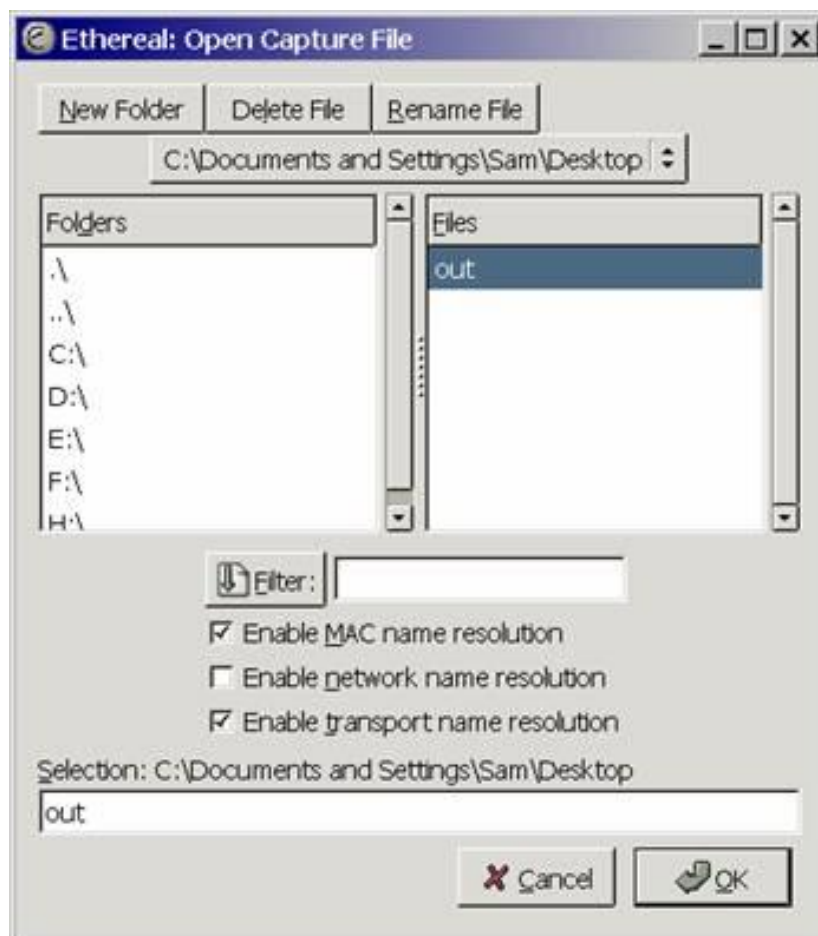 Ethereal: Open Capture File
New Folder Delete File Rename File
C:\Documents and Settings\Sam\Desktop
Folders
.\
..\
C:\
D:\
E:\
F:\
H:\
Files
out
Filter:
Enable MAC name resolution
Enable network name resolution
Enable transport name resolution
Selection: C:\Documents and Settings\Sam\Desktop
out
Cancel OK